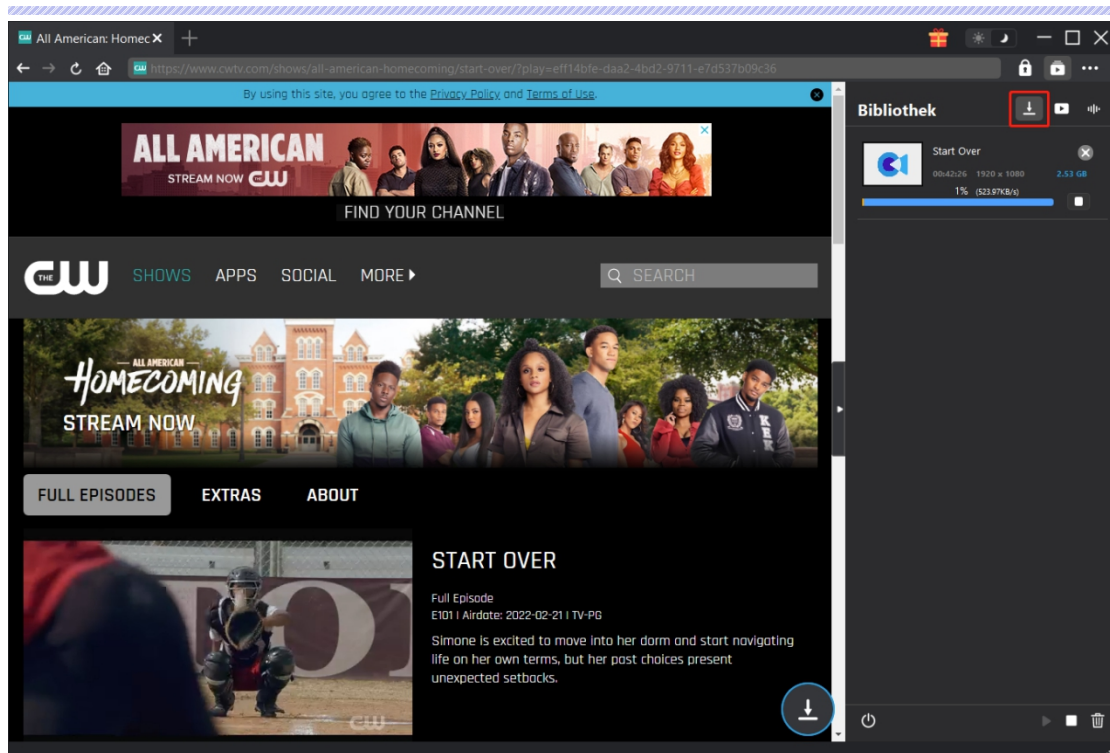 All American: Homec
https://www.cwtv.com/shows/all-american-homecoming/start-over/?play=eff14bfe-daa2-4bd2-9711-e7d537b09c36
By using this site, you agree to the Privacy Policy and Terms of Use.
ALL AMERICAN
STREAM NOW CW
FIND YOUR CHANNEL
THE CW SHOWS APPS SOCIAL MORE SEARCH
ALL AMERICAN
HOMECOMING
STREAM NOW
FULL EPISODES EXTRAS ABOUT
START OVER
Full Episode
E101 | Airdate: 2022-02-21 | TV-PG
Simone is excited to move into her dorm and start navigating
life on her own terms, but her past choices present
unexpected setbacks.
CW
Bibliothek
Start Over
00:42:26 1920 x 1080 2.53 GB
1% (523.97KB/s)